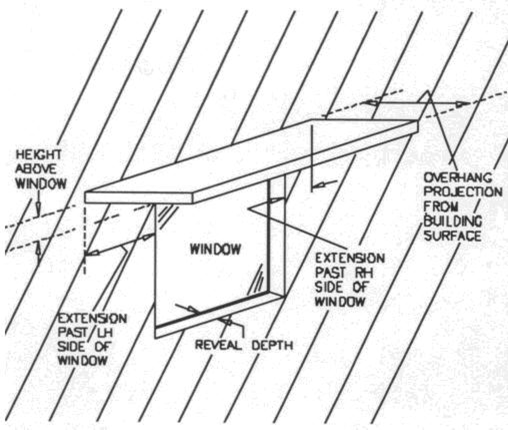 HEIGHT
ABOVE
WINDOW
OVERHANG
PROJECTION
FROM
BUILDING
SURFACE
WINDOW
EXTENSION
PAST RH
SIDE OF
WINDOW
EXTENSION
PAST LH
SIDE OF
WINDOW
REVEAL DEPTH